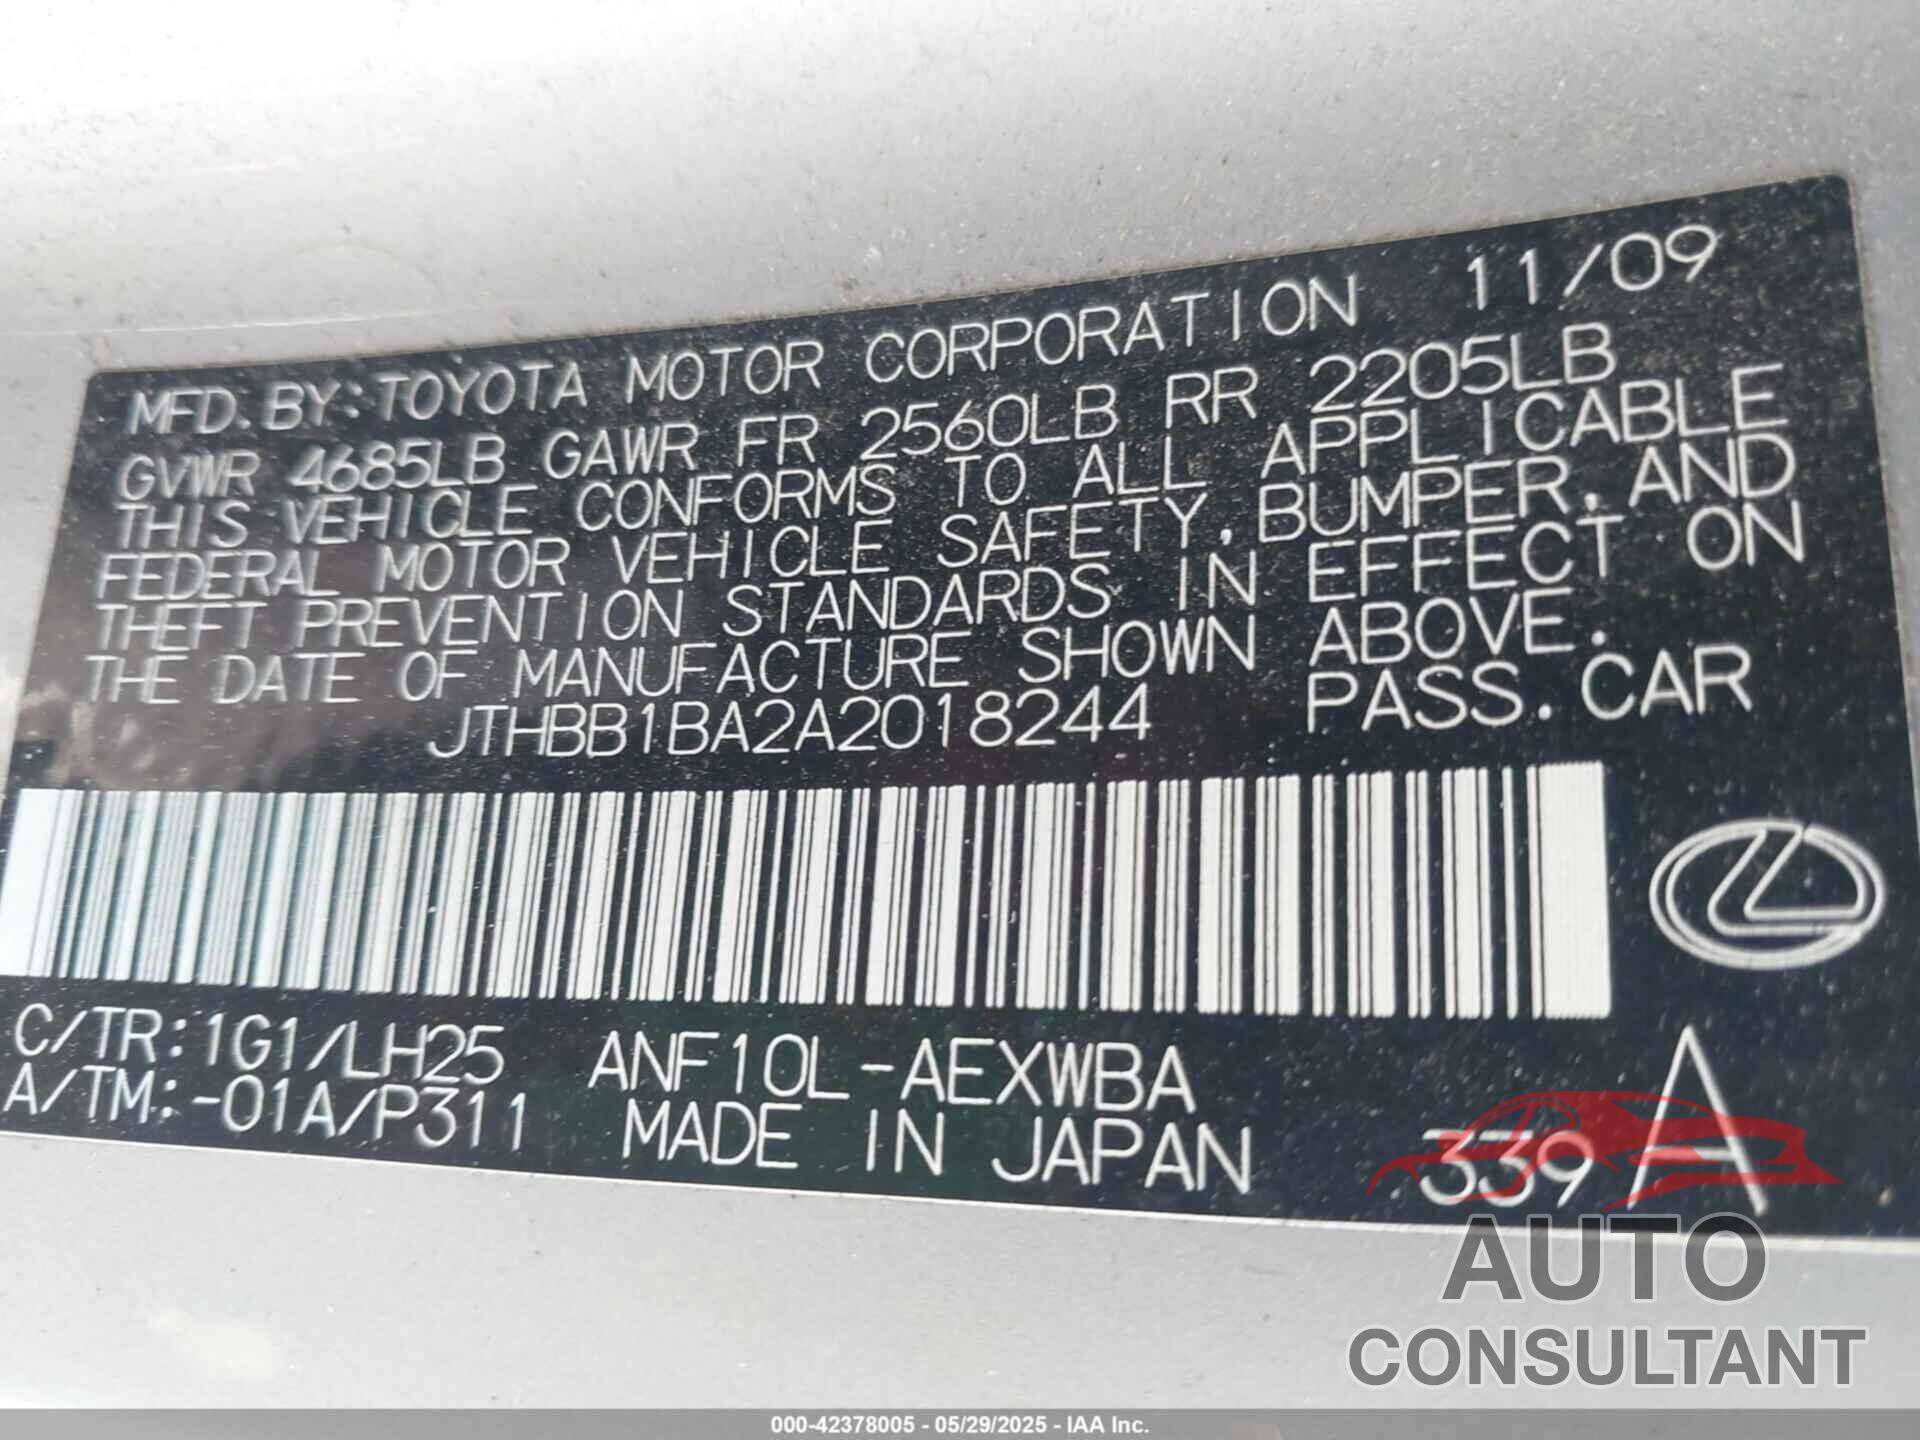 MFD. BY: TOYOTA MOTOR CORPORATION 11/09
GVWR 4685LB GAWR FR 2560LB RR 2205LB
THIS VEHICLE CONFORMS TO ALL APPLICABLE
FEDERAL MOTOR VEHICLE SAFETY, BUMPER, AND
THEFT PREVENTION STANDARDS IN EFFECT ON
THE DATE OF MANUFACTURE SHOWN ABOVE.
JTHBB1BA2A2018244 PASS. CAR
C/TR: 1G1/LH25 ANF10L-AEXWBA
A/TM: -01A/P311 MADE IN JAPAN 339 A
AUTO
CONSULTANT
000-42378005 - 05/29/2025 - IAA Inc.